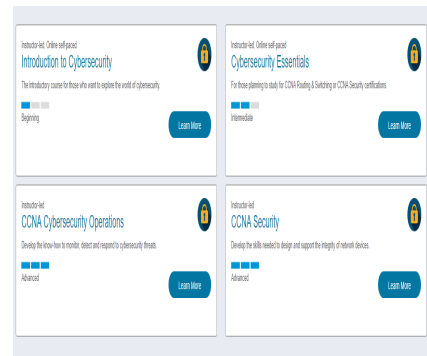 Instructor-led, Online self-paced
Introduction to Cybersecurity
The introductory course for those who want to explore the world of cybersecurity.
Beginning
Learn More
Instructor-led, Online self-paced
Cybersecurity Essentials
For those planning to study for CCNA Routing & Switching or CCNA Security certifications.
Intermediate
Learn More
Instructor-led
CCNA Cybersecurity Operations
Develop the know-how to monitor, detect and respond to cybersecurity threats.
Advanced
Learn More
Instructor-led
CCNA Security
Develop the skills needed to design and support the integrity of network devices.
Advanced
Learn More